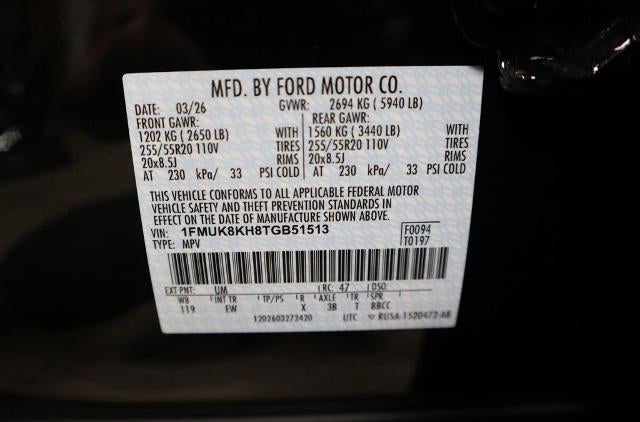 MFD. BY FORD MOTOR CO.
DATE: 03/26 GVWR: 2694 KG ( 5940 LB)
FRONT GAWR: REAR GAWR:
1202 KG ( 2650 LB) WITH 1560 KG ( 3440 LB) WITH
255/55R20 110V TIRES 255/55R20 110V TIRES
20x8.5J RIMS 20x8.5J RIMS
AT 230 kPa/ 33 PSI COLD AT 230 kPa/ 33 PSI COLD
THIS VEHICLE CONFORMS TO ALL APPLICABLE FEDERAL MOTOR
VEHICLE SAFETY AND THEFT PREVENTION STANDARDS IN
EFFECT ON THE DATE OF MANUFACTURE SHOWN ABOVE.
VIN: 1FMUK8KH8TGB51513 F0094
TYPE: MPV T0197
EXT PNT: UM RC: 47 DSO:
WB INT TR TP/PS R AXLE TR SPR
119 EW X 3B T BBCC
1202603273420 UTC RUSA-1520472-AB